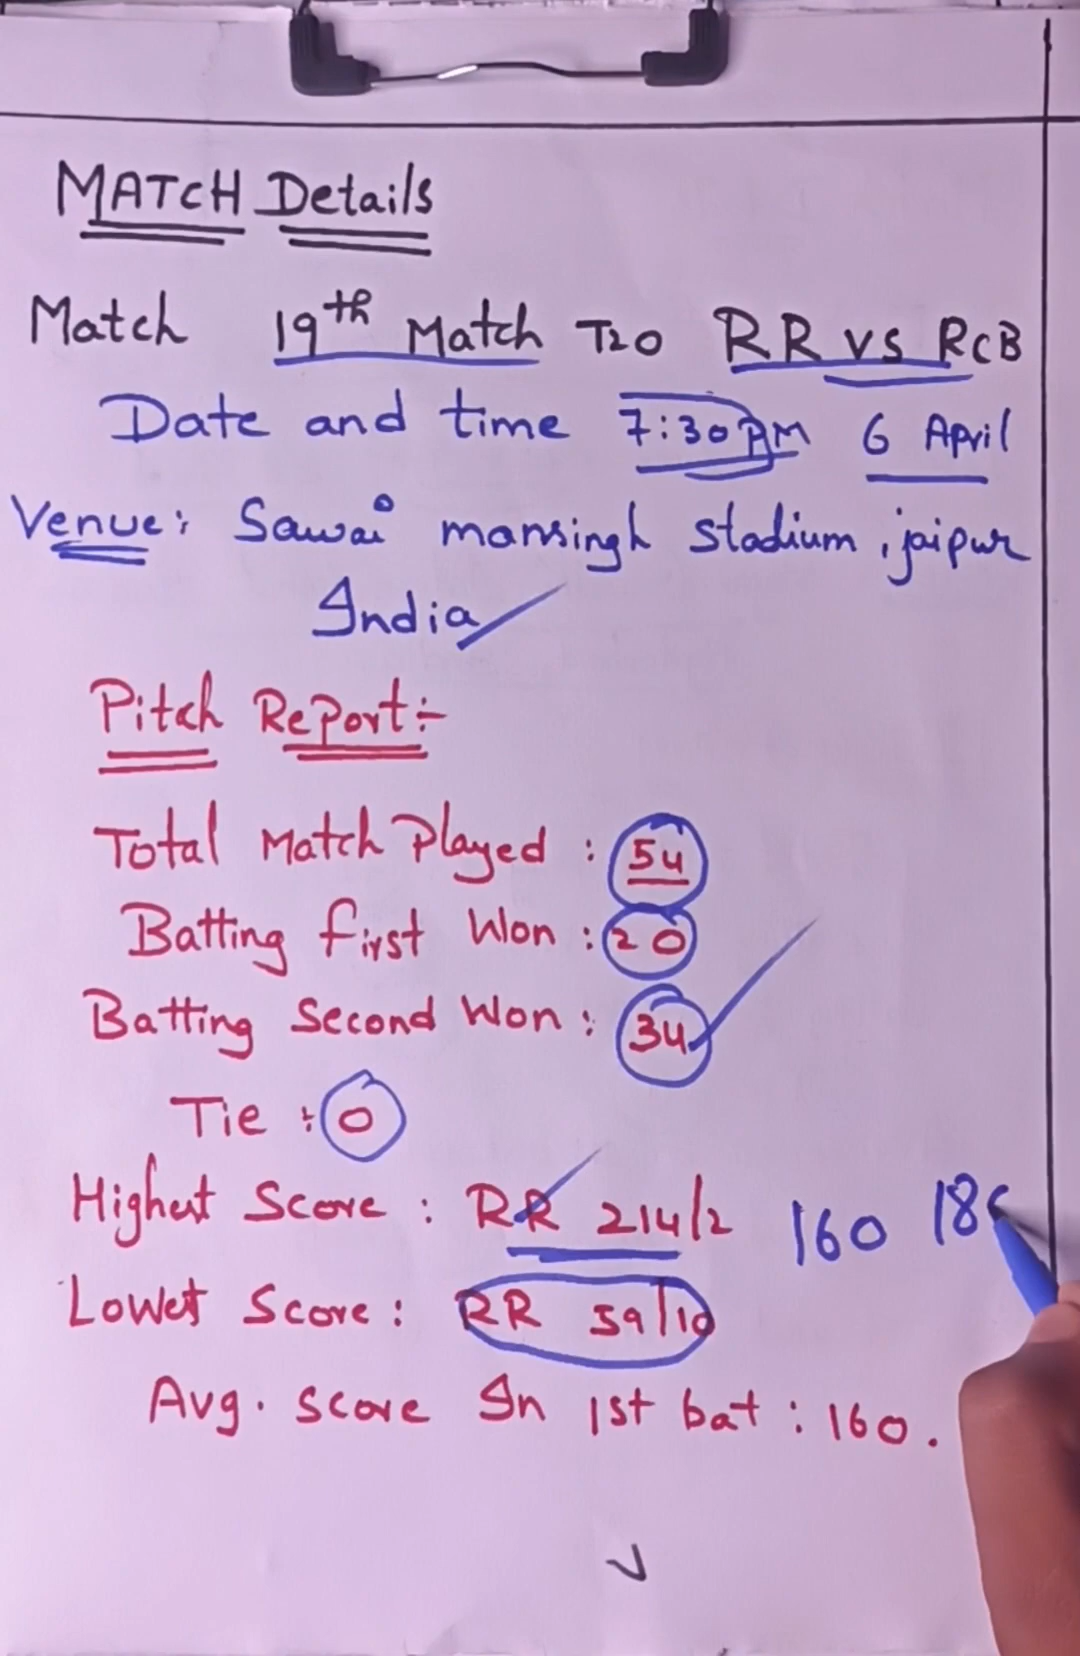 MATCH Details
Match 19th Match T20 RR vs RCB
Date and time 7:30PM 6 April
Venue: Sawai mansingh stadium, jaipur
India
Pitch Report:-
Total Match Played : 54
Batting first Won : 20
Batting Second Won : 34
Tie : 0
Highest Score : RR 214/2 160 18
Lowest Score : RR 59/10
Avg. Score In 1st bat : 160.